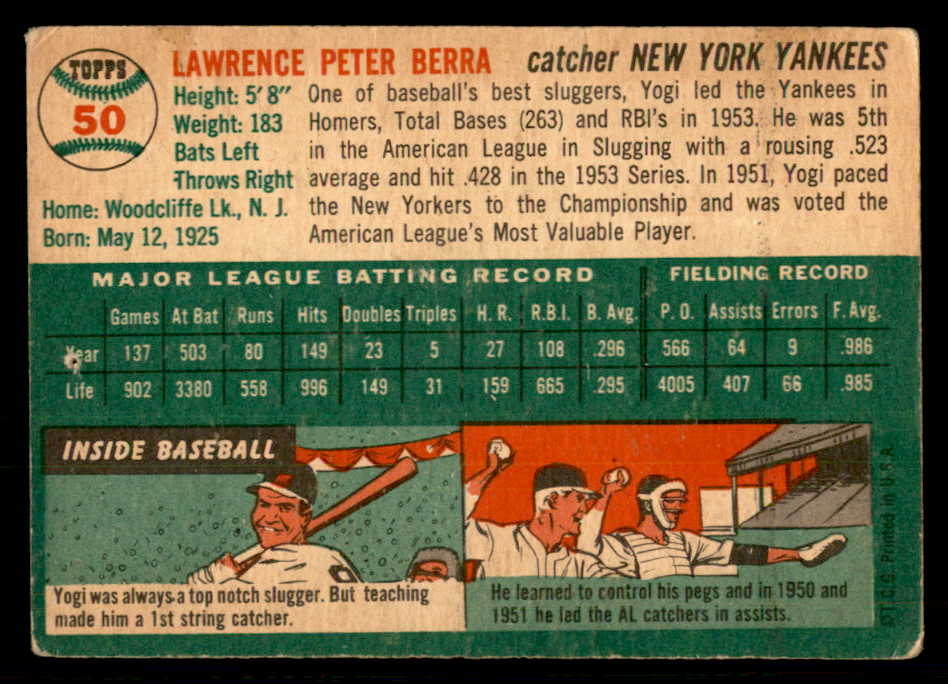 TOPPS
50
LAWRENCE PETER BERRA catcher NEW YORK YANKEES
Height: 5' 8"
Weight: 183
Bats Left
Throws Right
Home: Woodcliffe Lk., N. J.
Born: May 12, 1925
One of baseball's best sluggers, Yogi led the Yankees in
Homers, Total Bases (263) and RBI's in 1953. He was 5th
in the American League in Slugging with a rousing .523
average and hit .428 in the 1953 Series. In 1951, Yogi paced
the New Yorkers to the Championship and was voted the
American League's Most Valuable Player.
MAJOR LEAGUE BATTING RECORD FIELDING RECORD
Games At Bat Runs Hits Doubles Triples H. R. R.B.I. B. Avg. P. O. Assists Errors F. Avg.
Year 137 503 80 149 23 5 27 108 .296 566 64 9 .986
Life 902 3380 558 996 149 31 159 665 .295 4005 407 66 .985
INSIDE BASEBALL
Yogi was always a top notch slugger. But teaching
made him a 1st string catcher.
He learned to control his pegs and in 1950 and
1951 he led the AL catchers in assists.
©T.C.G. Printed in U.S.A.